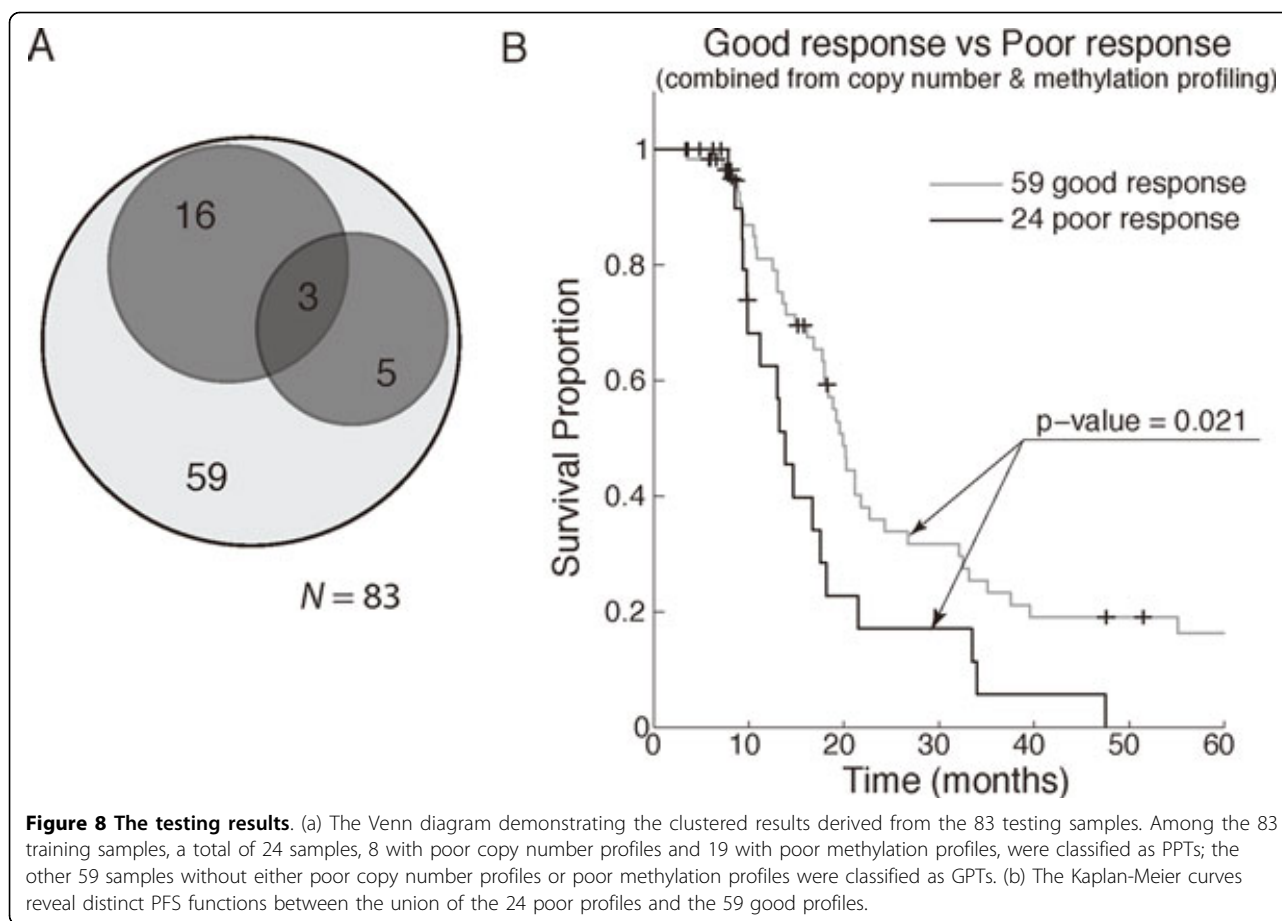 A
16
3
5
59
N = 83
B
Good response vs Poor response
(combined from copy number & methylation profiling)
1
0.8
0.6
0.4
0.2
0
Survival Proportion
59 good response
24 poor response
p-value = 0.021
0 10 20 30 40 50 60
Time (months)
Figure 8 The testing results. (a) The Venn diagram demonstrating the clustered results derived from the 83 testing samples. Among the 83
training samples, a total of 24 samples, 8 with poor copy number profiles and 19 with poor methylation profiles, were classified as PPTs; the
other 59 samples without either poor copy number profiles or poor methylation profiles were classified as GPTs. (b) The Kaplan-Meier curves
reveal distinct PFS functions between the union of the 24 poor profiles and the 59 good profiles.